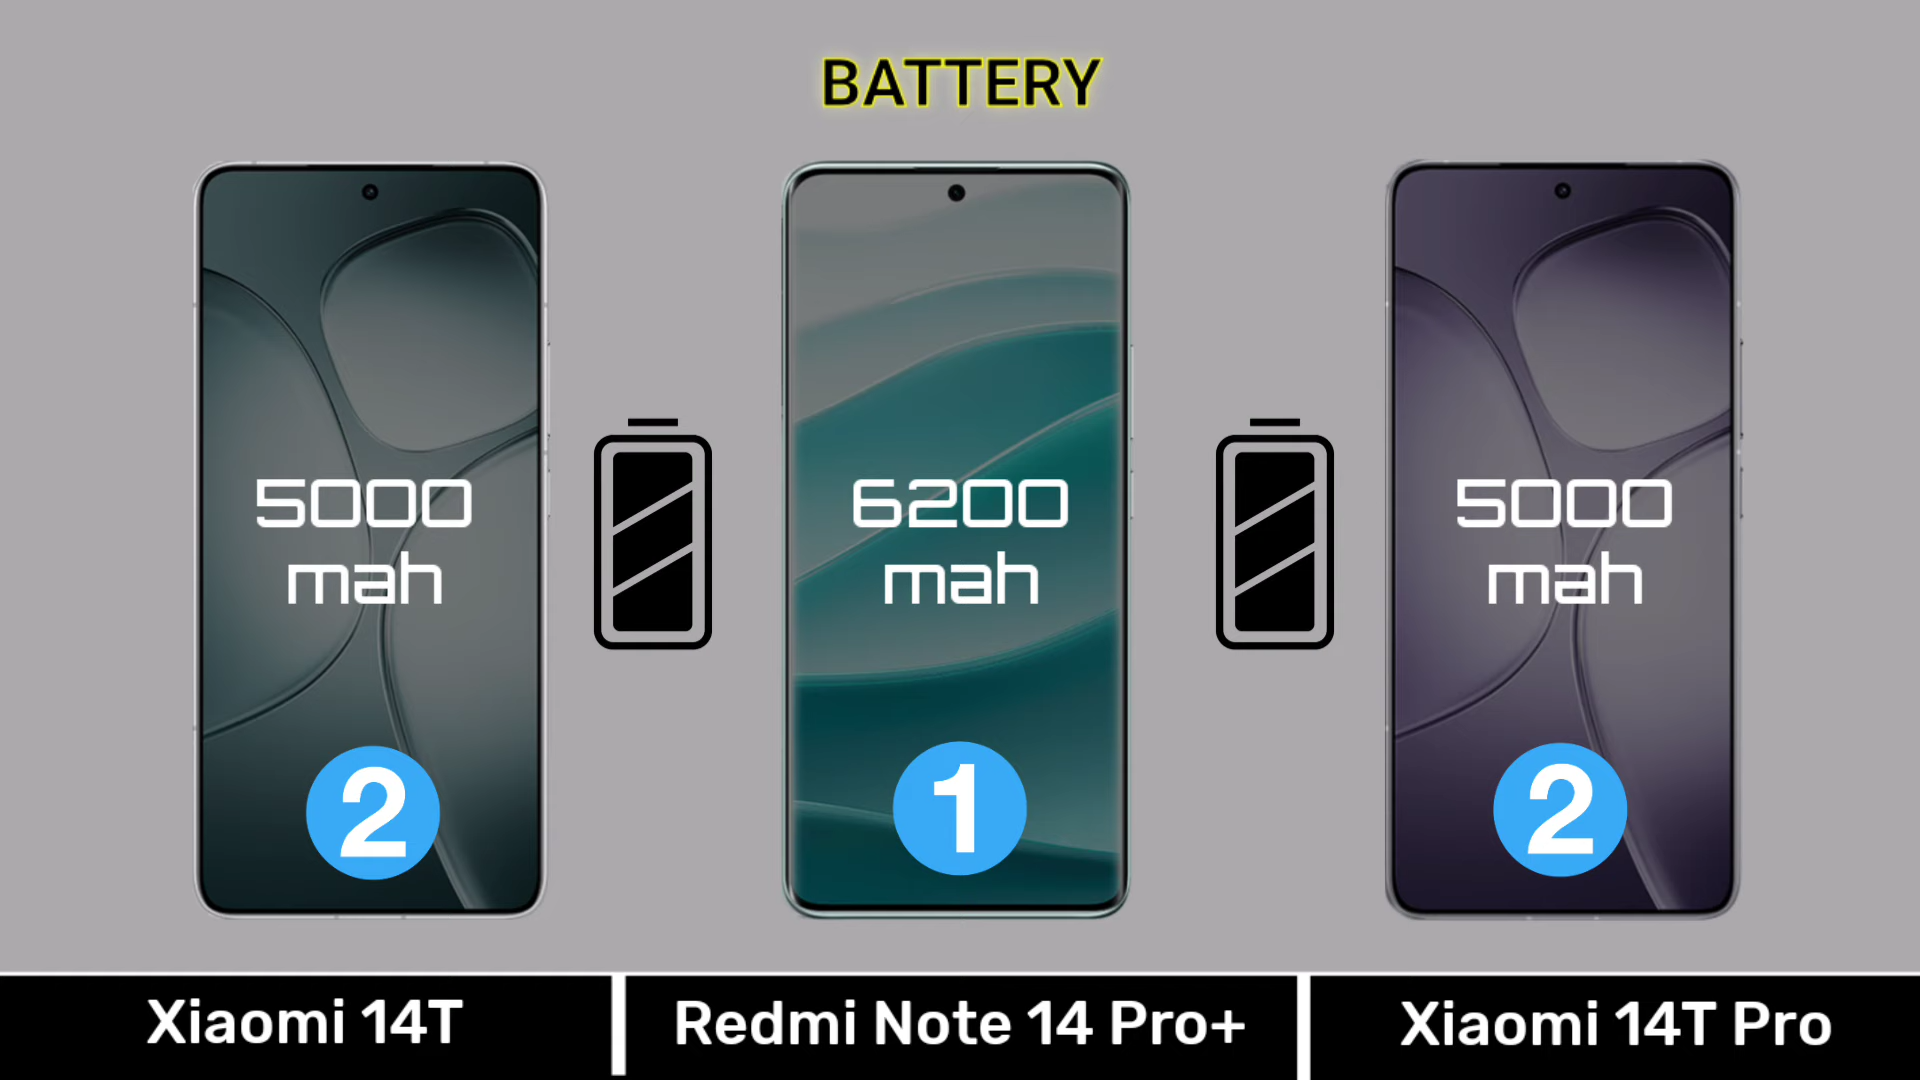 BATTERY
5000
mah
6200
mah
5000
mah
2
1
2
Xiaomi 14T
Redmi Note 14 Pro+
Xiaomi 14T Pro